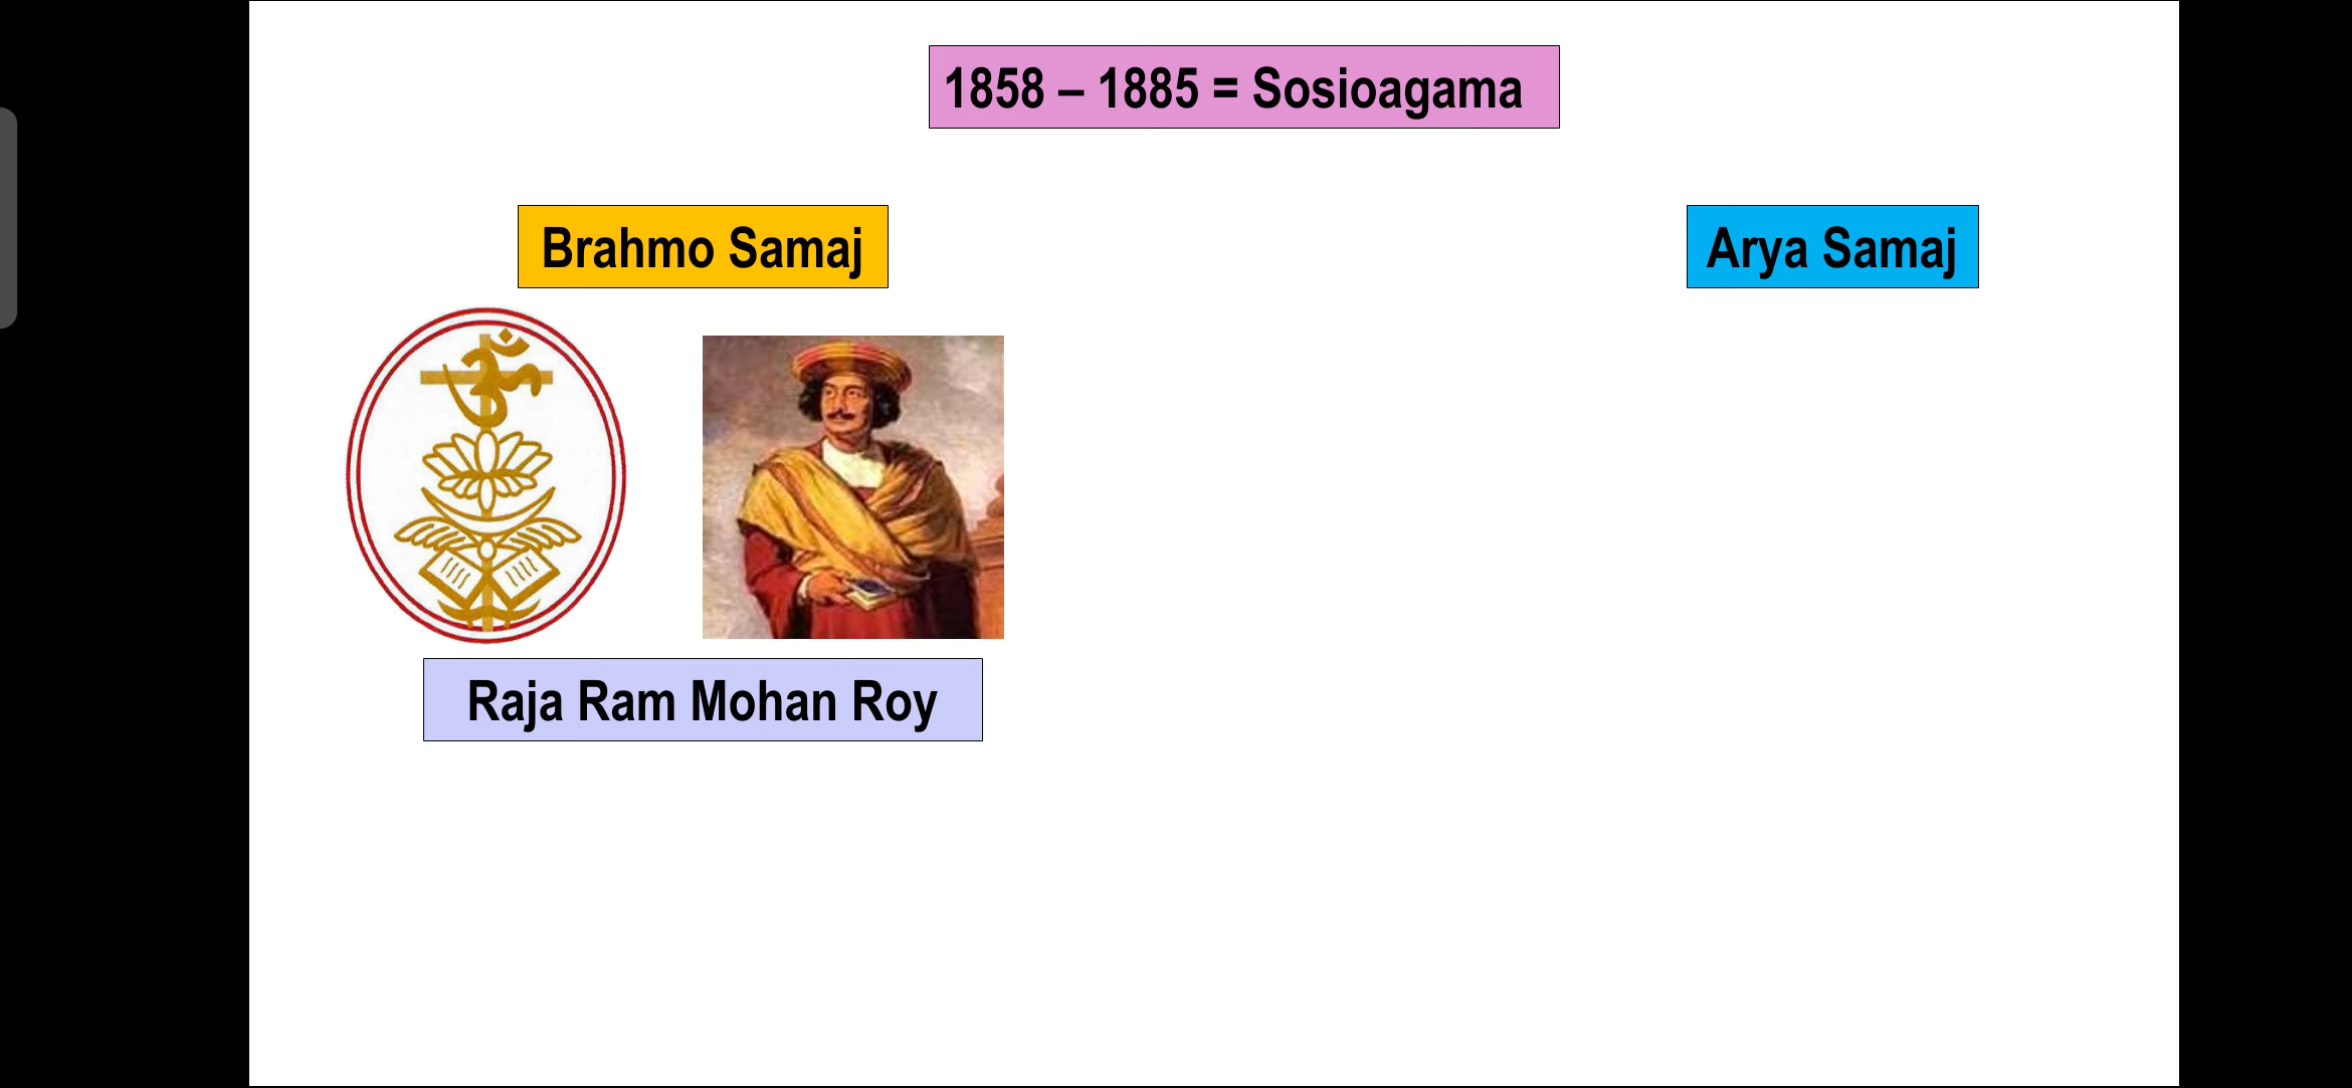 1858 – 1885 = Sosioagama
Brahmo Samaj
Arya Samaj
ॐ
Raja Ram Mohan Roy